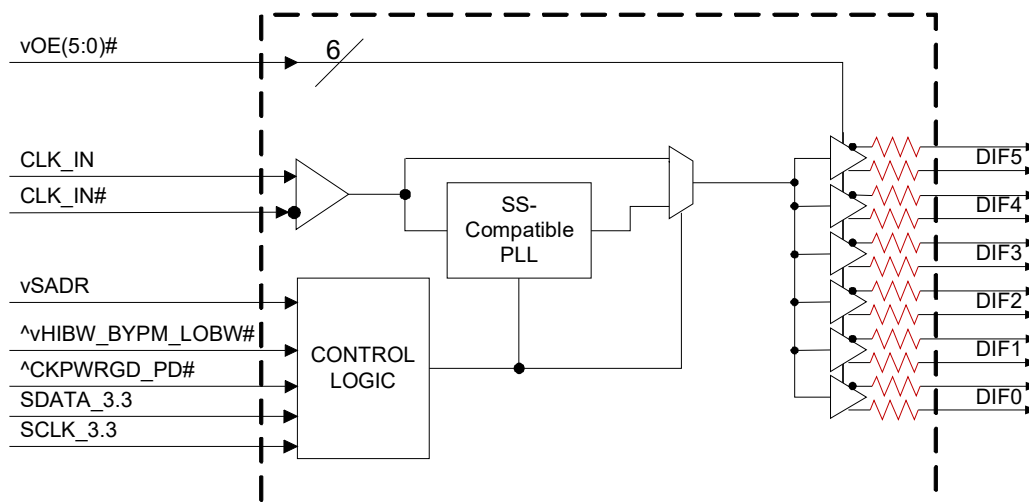 vOE(5:0)#
6
CLK_IN
CLK_IN#
SS-
Compatible
PLL
DIF5
DIF4
DIF3
DIF2
DIF1
DIF0
vSADR
^vHIBW_BYPM_LOBW#
^CKPWRGD_PD#
SDATA_3.3
SCLK_3.3
CONTROL
LOGIC